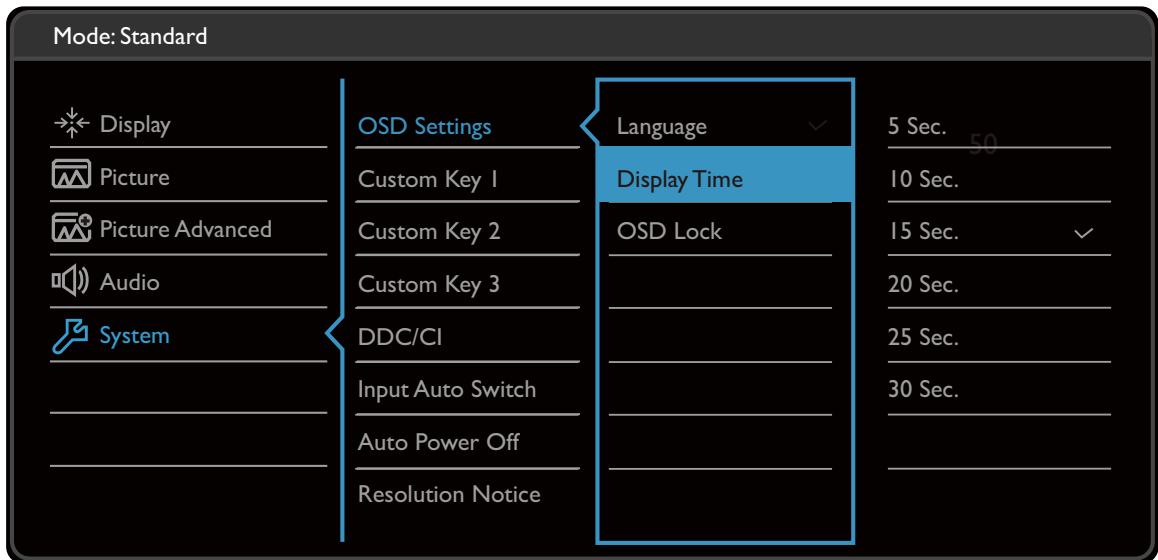 Mode: Standard
Display
Picture
Picture Advanced
Audio
System
OSD Settings
Custom Key 1
Custom Key 2
Custom Key 3
DDC/CI
Input Auto Switch
Auto Power Off
Resolution Notice
Language
Display Time
OSD Lock
5 Sec.
50
10 Sec.
15 Sec.
20 Sec.
25 Sec.
30 Sec.